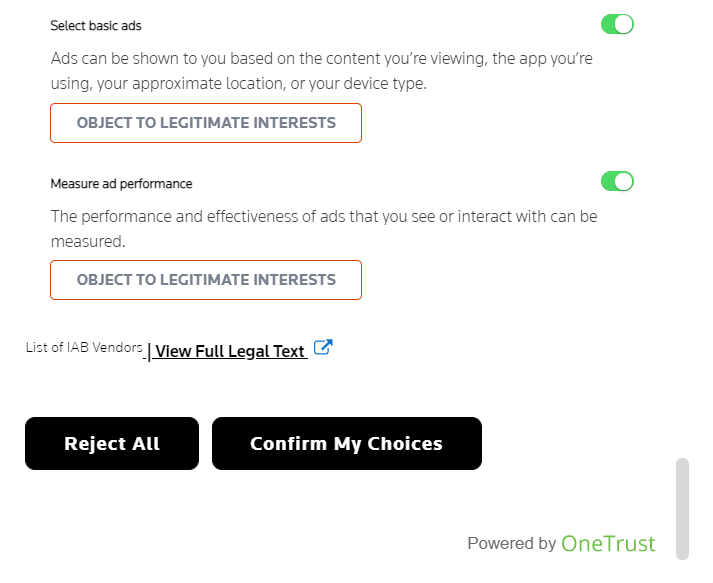 Select basic ads
Ads can be shown to you based on the content you’re viewing, the app you’re
using, your approximate location, or your device type.
OBJECT TO LEGITIMATE INTERESTS
Measure ad performance
The performance and effectiveness of ads that you see or interact with can be
measured.
OBJECT TO LEGITIMATE INTERESTS
List of IAB Vendors | View Full Legal Text
Reject All
Confirm My Choices
Powered by OneTrust